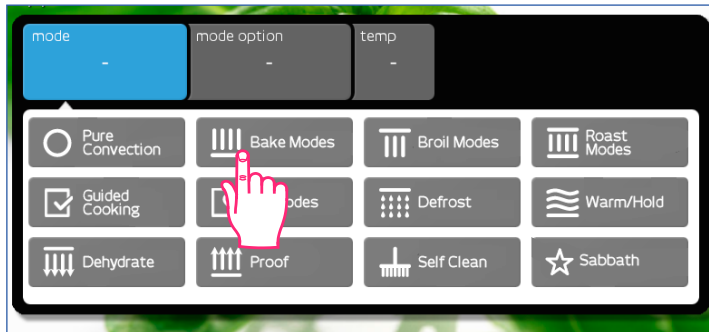 mode
mode option
temp
-
-
-
Pure
Convection
Bake Modes
Broil Modes
Roast
Modes
Guided
Cooking
Defrost
Warm/Hold
Dehydrate
Proof
Self Clean
Sabbath